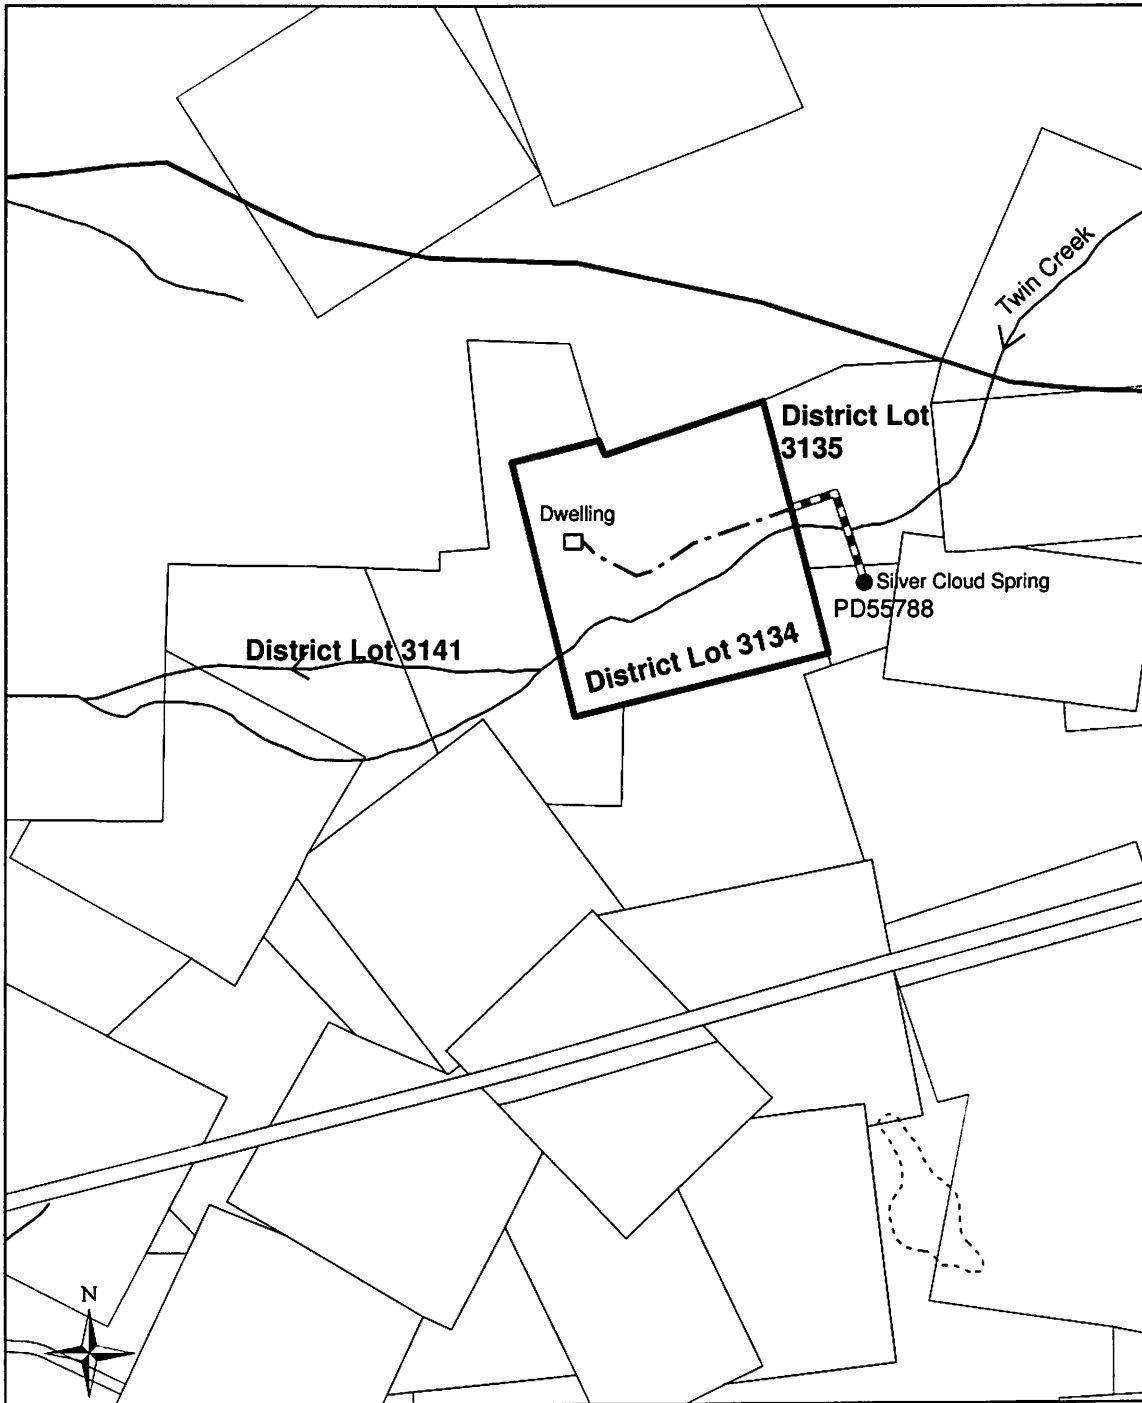 Twin Creek
District Lot
3135
Dwelling
Silver Cloud Spring
PD55788
District Lot 3141
District Lot 3134
N